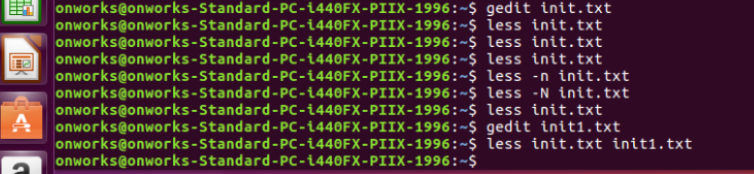 onworks@onworks-Standard-PC-i440FX-PIIX-1996:~$ gedit init.txt
onworks@onworks-Standard-PC-i440FX-PIIX-1996:~$ less init.txt
onworks@onworks-Standard-PC-i440FX-PIIX-1996:~$ less init.txt
onworks@onworks-Standard-PC-i440FX-PIIX-1996:~$ less init.txt
onworks@onworks-Standard-PC-i440FX-PIIX-1996:~$ less -n init.txt
onworks@onworks-Standard-PC-i440FX-PIIX-1996:~$ less -N init.txt
onworks@onworks-Standard-PC-i440FX-PIIX-1996:~$ less init.txt
onworks@onworks-Standard-PC-i440FX-PIIX-1996:~$ gedit init1.txt
onworks@onworks-Standard-PC-i440FX-PIIX-1996:~$ less init.txt init1.txt
onworks@onworks-Standard-PC-i440FX-PIIX-1996:~$
a